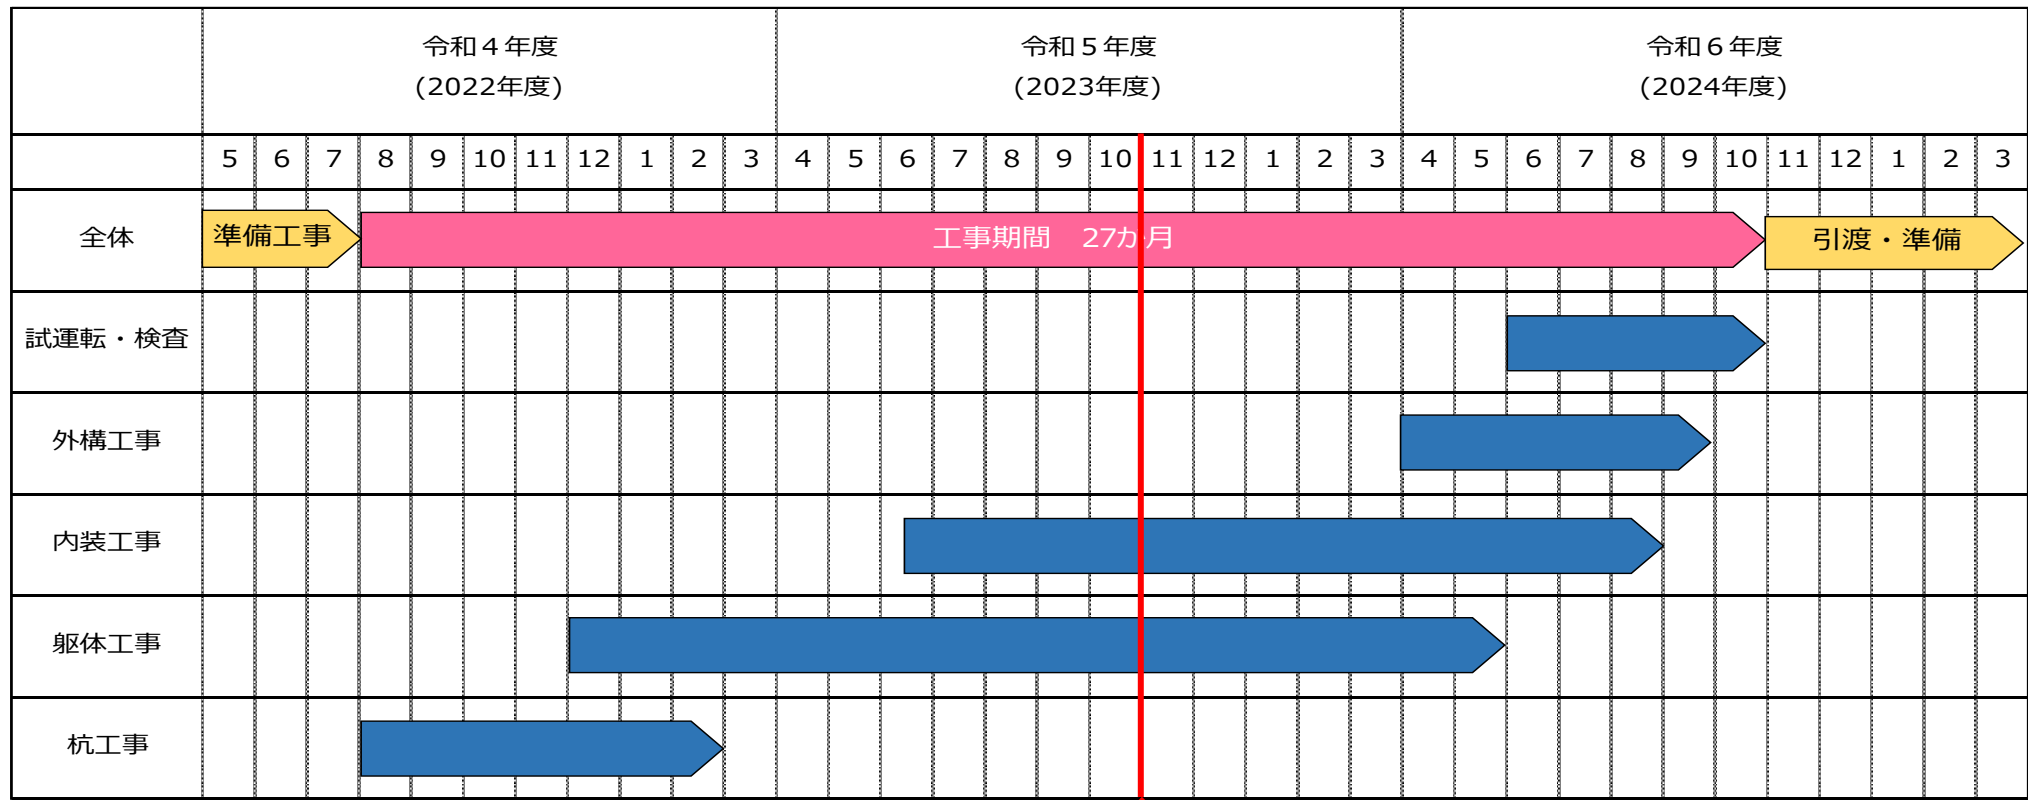 令和４年度
(2022年度)
令和５年度
(2023年度)
令和６年度
(2024年度)
5 6 7 8 9 10 11 12 1 2 3 4 5 6 7 8 9 10 11 12 1 2 3 4 5 6 7 8 9 10 11 12 1 2 3
全体 準備工事 工事期間　27か月 引渡・準備
試運転・検査
外構工事
内装工事
躯体工事
杭工事